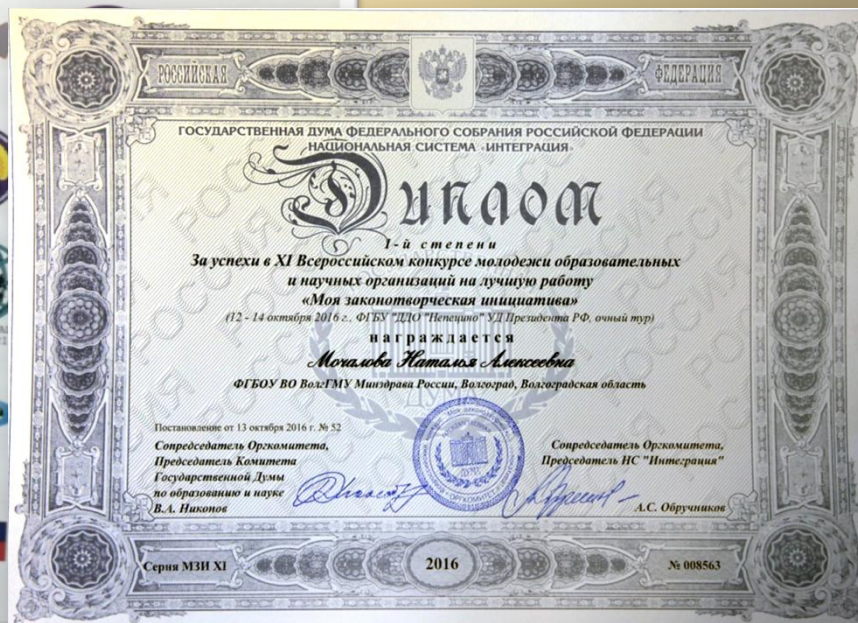 РОССИЙСКАЯ ФЕДЕРАЦИЯ
ГОСУДАРСТВЕННАЯ ДУМА ФЕДЕРАЛЬНОГО СОБРАНИЯ РОССИЙСКОЙ ФЕДЕРАЦИИ
НАЦИОНАЛЬНАЯ СИСТЕМА «ИНТЕГРАЦИЯ»
Диплом
I-й степени
За успехи в XI Всероссийском конкурсе молодежи образовательных
и научных организаций на лучшую работу
«Моя законотворческая инициатива»
(12 - 14 октября 2016 г., ФГБУ "ДДО "Непецино" УД Президента РФ, очный тур)
награждается
Мочалова Наталья Алексеевна
ФГБОУ ВО ВолгГМУ Минздрава России, Волгоград, Волгоградская область
Постановление от 13 октября 2016 г. № 52
Сопредседатель Оргкомитета,
Председатель Комитета
Государственной Думы
по образованию и науке
В.А. Никонов
Сопредседатель Оргкомитета,
Председатель НС "Интеграция"
А.С. Обручников
Серия МЗИ XI
2016
№ 008563